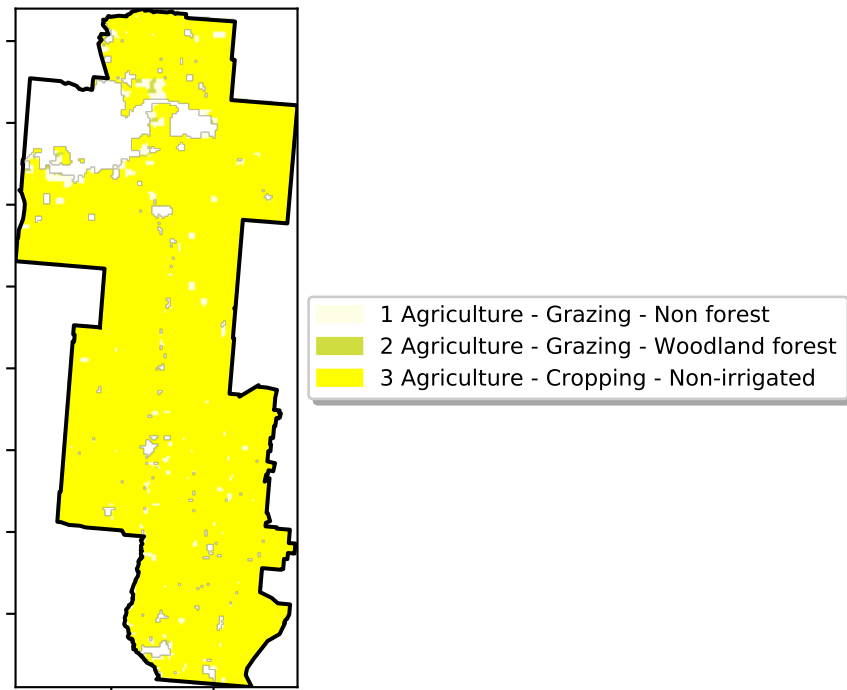 1 Agriculture - Grazing - Non forest
2 Agriculture - Grazing - Woodland forest
3 Agriculture - Cropping - Non-irrigated